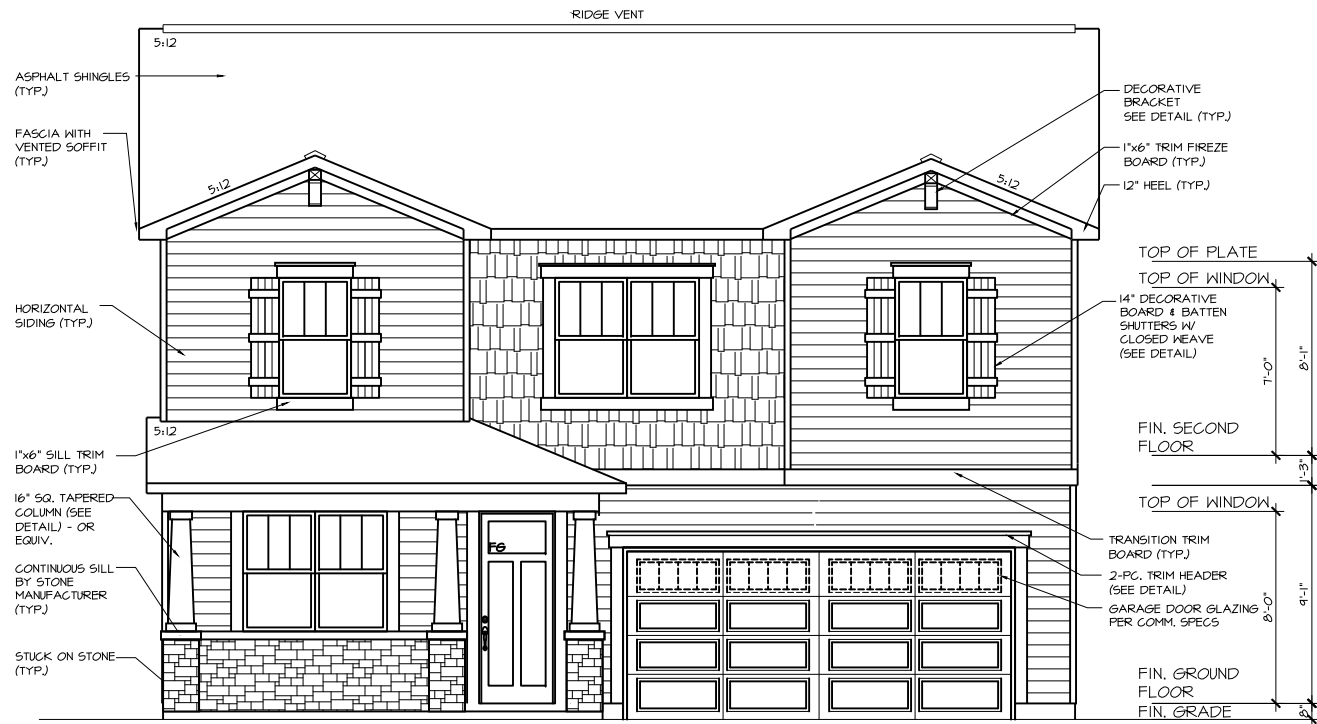 RIDGE VENT
5:12
ASPHALT SHINGLES
(TYP.)
FASCIA WITH
VENTED SOFFIT
(TYP.)
5:12
5:12
DECORATIVE
BRACKET
SEE DETAIL (TYP.)
1"x6" TRIM FIREZE
BOARD (TYP.)
12" HEEL (TYP.)
TOP OF PLATE
TOP OF WINDOW
HORIZONTAL
SIDING (TYP.)
14" DECORATIVE
BOARD & BATTEN
SHUTTERS W/
CLOSED WEAVE
(SEE DETAIL)
7'-0"
8'-1"
FIN. SECOND
FLOOR
5:12
1"x6" SILL TRIM
BOARD (TYP.)
1'-3"
16" SQ. TAPERED
COLUMN (SEE
DETAIL) - OR
EQUIV.
TOP OF WINDOW
FG
TRANSITION TRIM
BOARD (TYP.)
CONTINUOUS SILL
BY STONE
MANUFACTURER
(TYP.)
2-PC. TRIM HEADER
(SEE DETAIL)
GARAGE DOOR GLAZING
PER COMM. SPECS
8'-0"
9'-1"
STUCK ON STONE
(TYP.)
FIN. GROUND
FLOOR
FIN. GRADE
8"